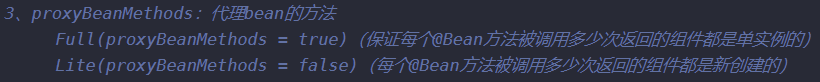 3、proxyBeanMethods：代理bean的方法
Full(proxyBeanMethods = true)（保证每个@Bean方法被调用多少次返回的组件都是单实例的）
Lite(proxyBeanMethods = false)（每个@Bean方法被调用多少次返回的组件都是新创建的）